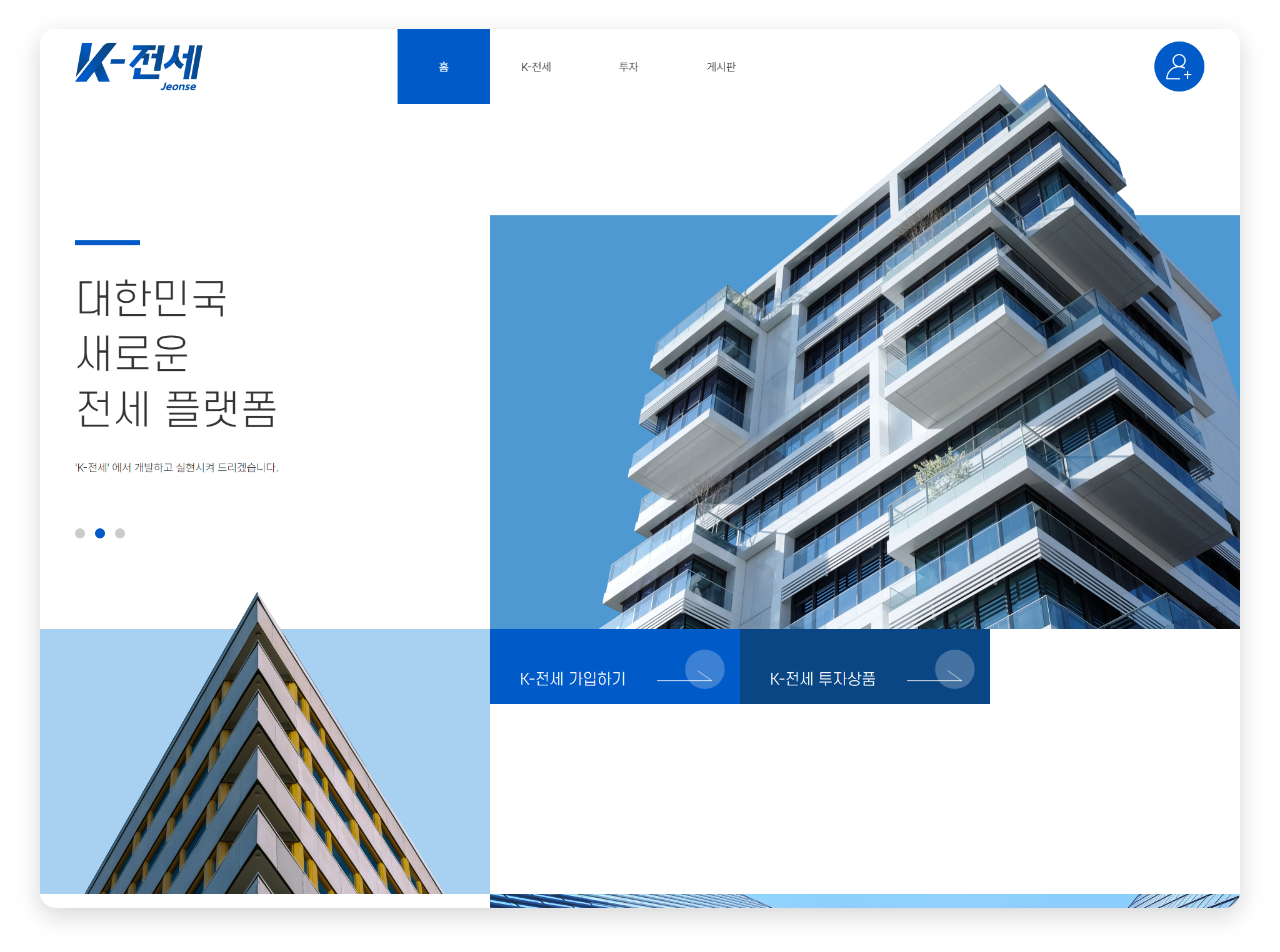 K-전세
Jeonse
홈
K-전세
투자
게시판
대한민국
새로운
전세 플랫폼
'K-전세' 에서 개발하고 실현시켜 드리겠습니다.
K-전세 가입하기
K-전세 투자상품